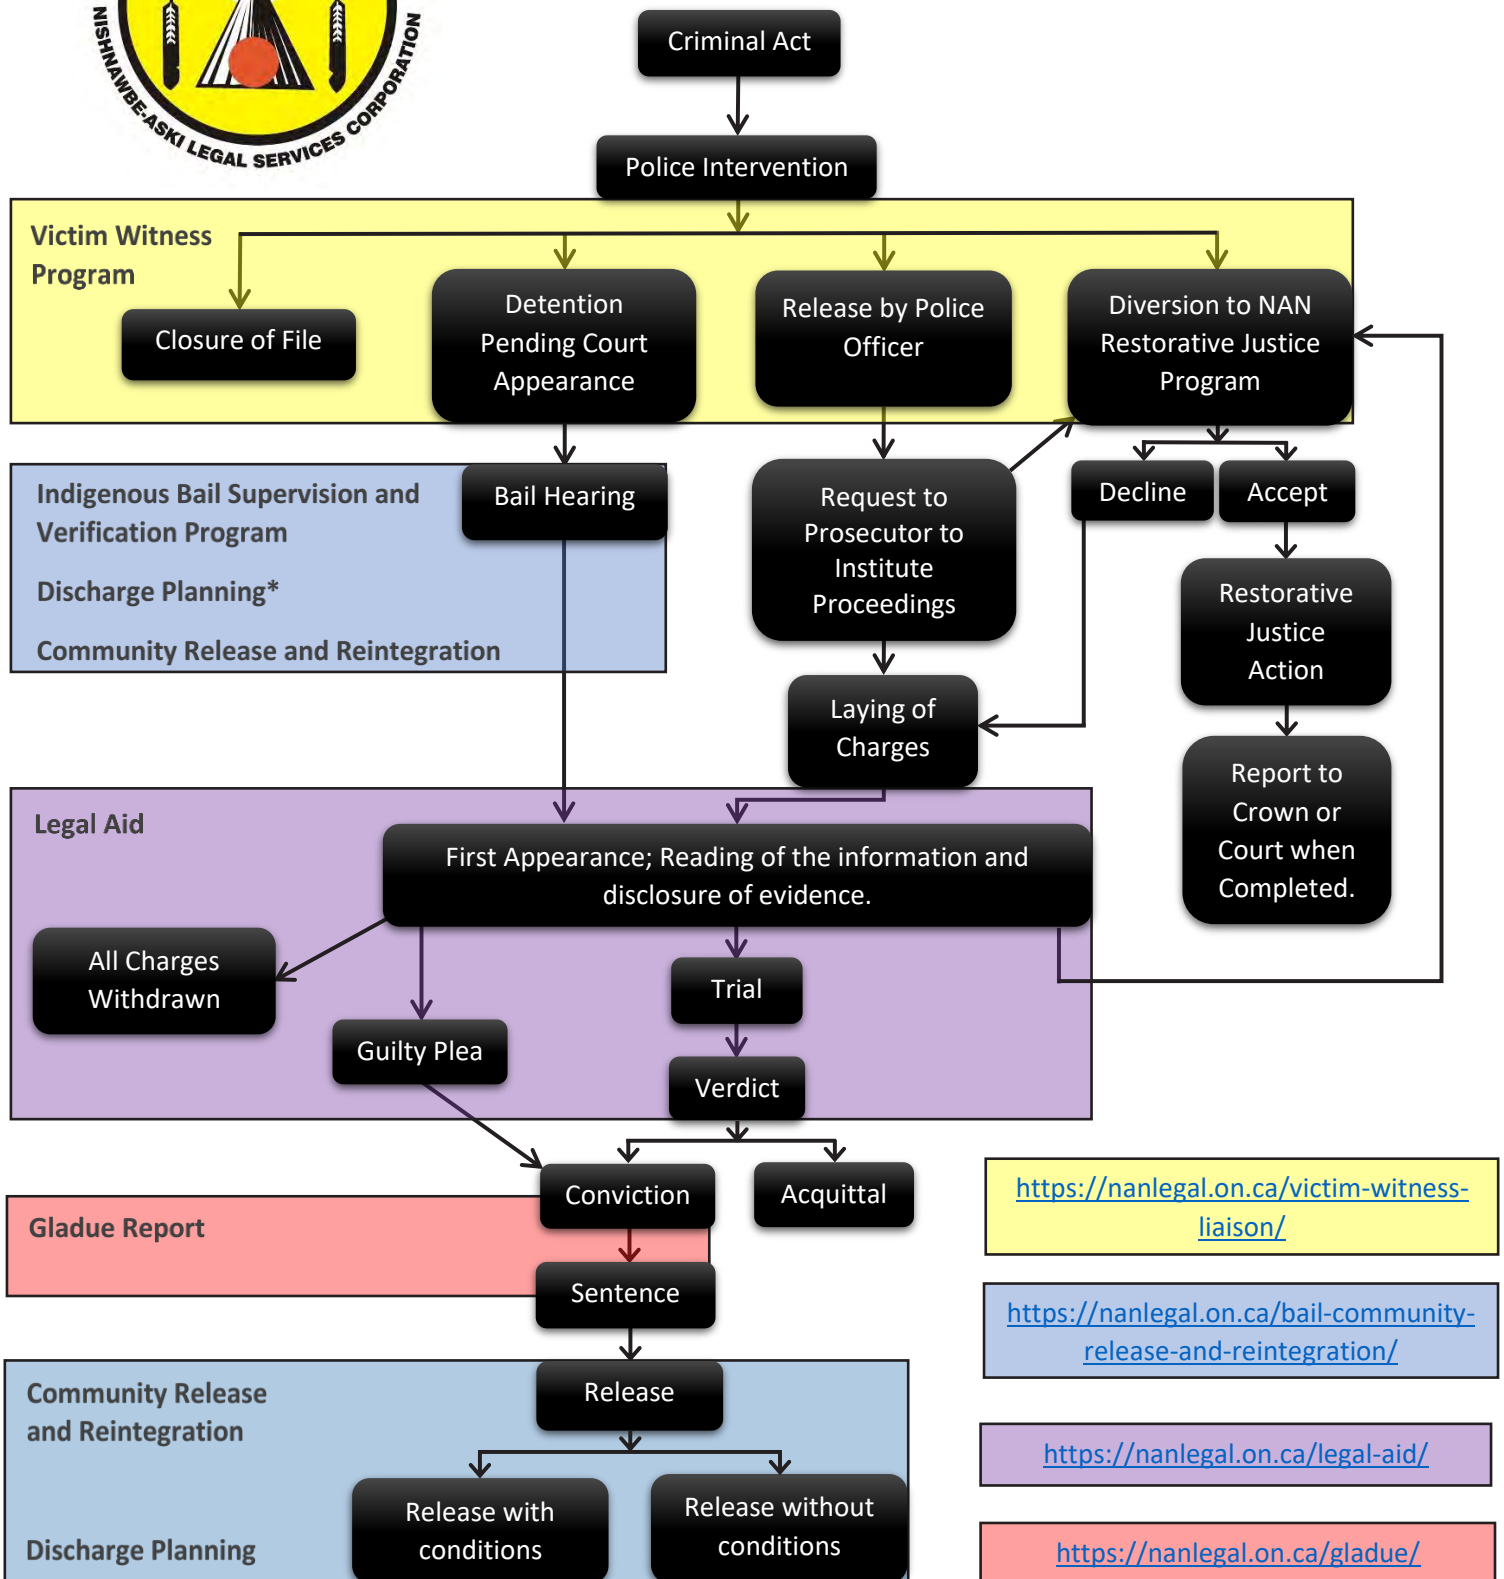 NISHNAWBE-ASKI LEGAL SERVICES CORPORATION
Criminal Act
Police Intervention
Victim Witness
Program
Closure of File
Detention
Pending Court
Appearance
Release by Police
Officer
Diversion to NAN
Restorative Justice
Program
Indigenous Bail Supervision and
Verification Program
Discharge Planning*
Community Release and Reintegration
Bail Hearing
Request to
Prosecutor to
Institute
Proceedings
Decline
Accept
Restorative
Justice
Action
Laying of
Charges
Report to
Crown or
Court when
Completed.
Legal Aid
First Appearance; Reading of the information and
disclosure of evidence.
All Charges
Withdrawn
Trial
Guilty Plea
Verdict
Conviction
Acquittal
Gladue Report
Sentence
Community Release
and Reintegration
Release
Release with
conditions
Release without
conditions
Discharge Planning
https://nanlegal.on.ca/victim-witness-
liaison/
https://nanlegal.on.ca/bail-community-
release-and-reintegration/
https://nanlegal.on.ca/legal-aid/
https://nanlegal.on.ca/gladue/